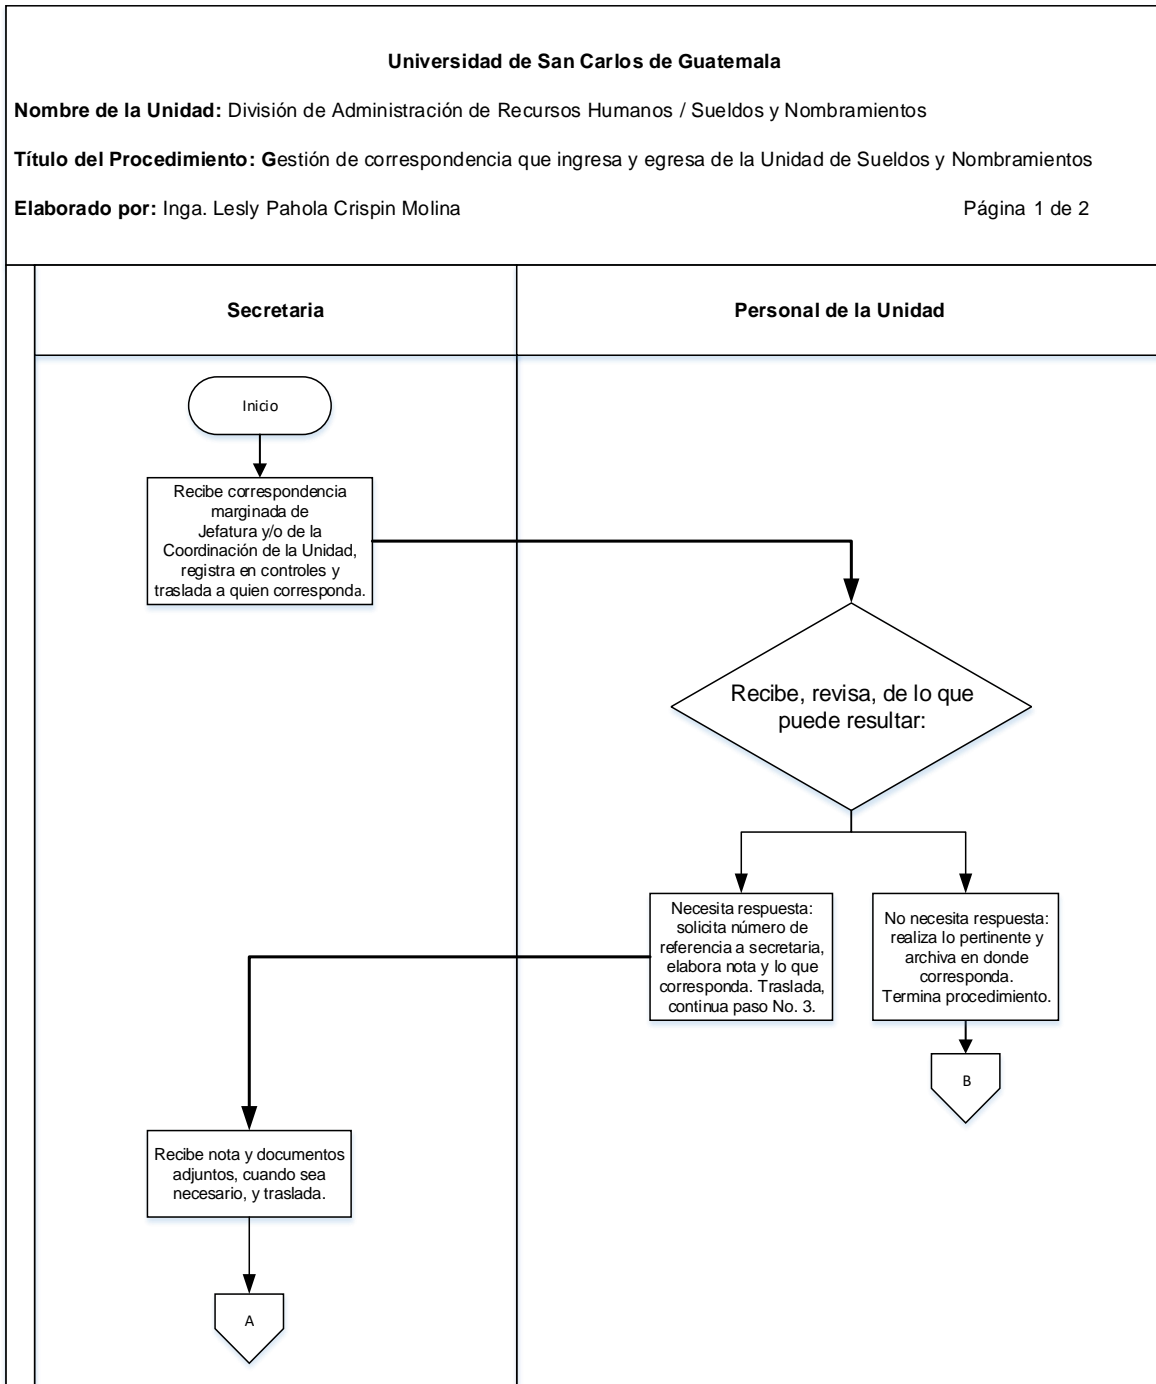 Universidad de San Carlos de Guatemala
Nombre de la Unidad: División de Administración de Recursos Humanos / Sueldos y Nombramientos
Título del Procedimiento: Gestión de correspondencia que ingresa y egresa de la Unidad de Sueldos y Nombramientos
Elaborado por: Inga. Lesly Pahola Crispin Molina Página 1 de 2
Secretaria
Personal de la Unidad
Inicio
Recibe correspondencia
marginada de
Jefatura y/o de la
Coordinación de la Unidad,
registra en controles y
traslada a quien corresponda.
Recibe, revisa, de lo que
puede resultar:
Necesita respuesta:
solicita número de
referencia a secretaria,
elabora nota y lo que
corresponda. Traslada,
continua paso No. 3.
No necesita respuesta:
realiza lo pertinente y
archiva en donde
corresponda.
Termina procedimiento.
B
Recibe nota y documentos
adjuntos, cuando sea
necesario, y traslada.
A